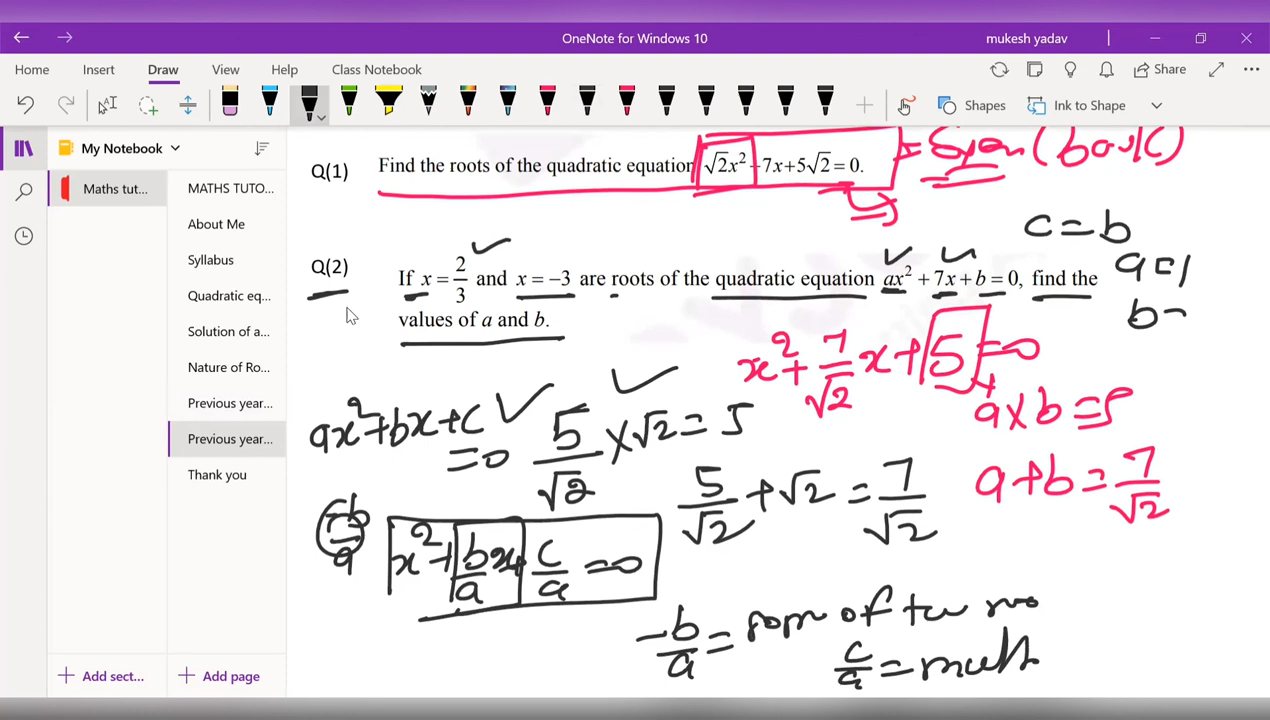 OneNote for Windows 10
mukesh yadav
Home Insert Draw View Help Class Notebook
Share
Shapes
Ink to Shape
My Notebook
Maths tut...
MATHS TUTO...
About Me
Syllabus
Quadratic eq...
Solution of a...
Nature of Ro...
Previous year...
Previous year...
Thank you
Add sect...
Add page
Q(1) Find the roots of the quadratic equation √2x² + 7x+5√2 = 0.
Q(2) If x = 2/3 and x = −3 are roots of the quadratic equation ax² + 7x + b = 0, find the
values of a and b.
c = b
a = 1
b -
x² + 7/√2 x + 5 = 0
a x b = 5
a + b = 7/√2
ax² + bx + c
= 0
5/√2 x √2 = 5
5/√2 + √2 = 7/√2
-b/a
x² + b/a x + c/a = 0
-b/a = som of tw no
c/a = mult